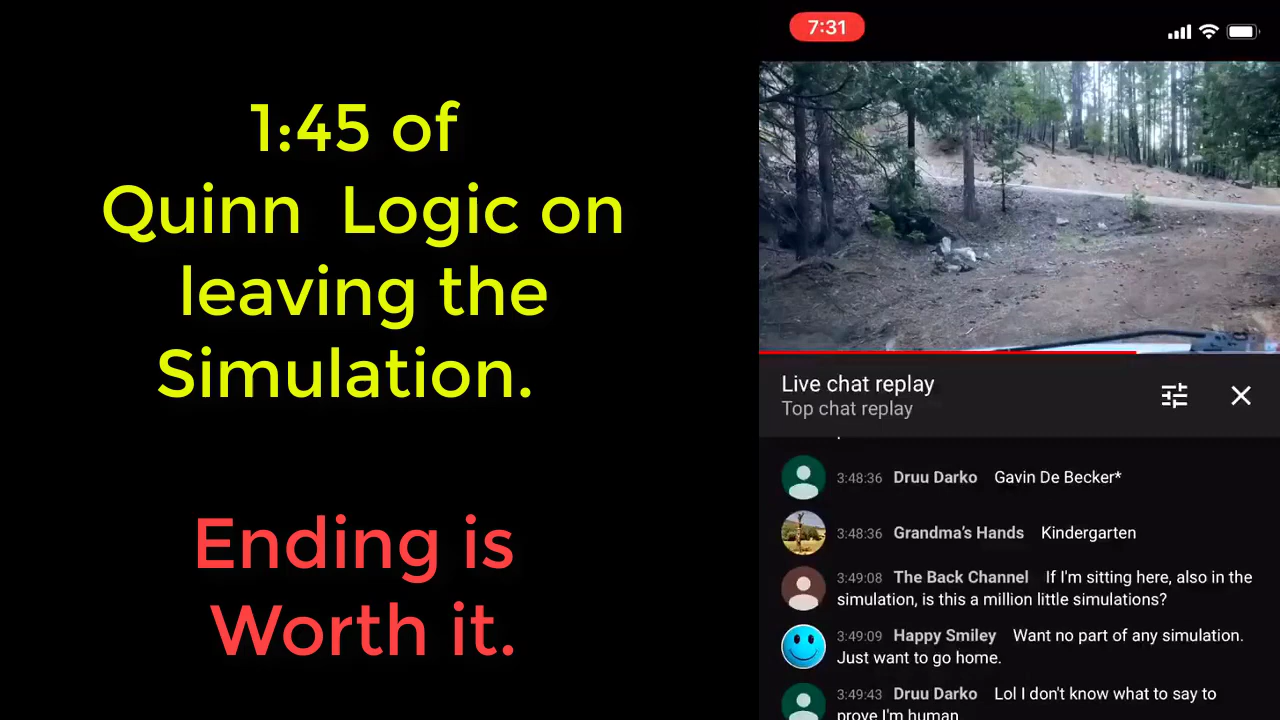 1:45 of
Quinn Logic on
leaving the
Simulation.
Ending is
Worth it.
7:31
Live chat replay
Top chat replay
3:48:36 Druu Darko Gavin De Becker*
3:48:36 Grandma's Hands Kindergarten
3:49:08 The Back Channel If I'm sitting here, also in the
simulation, is this a million little simulations?
3:49:09 Happy Smiley Want no part of any simulation.
Just want to go home.
3:49:43 Druu Darko Lol I don't know what to say to
prove I'm human